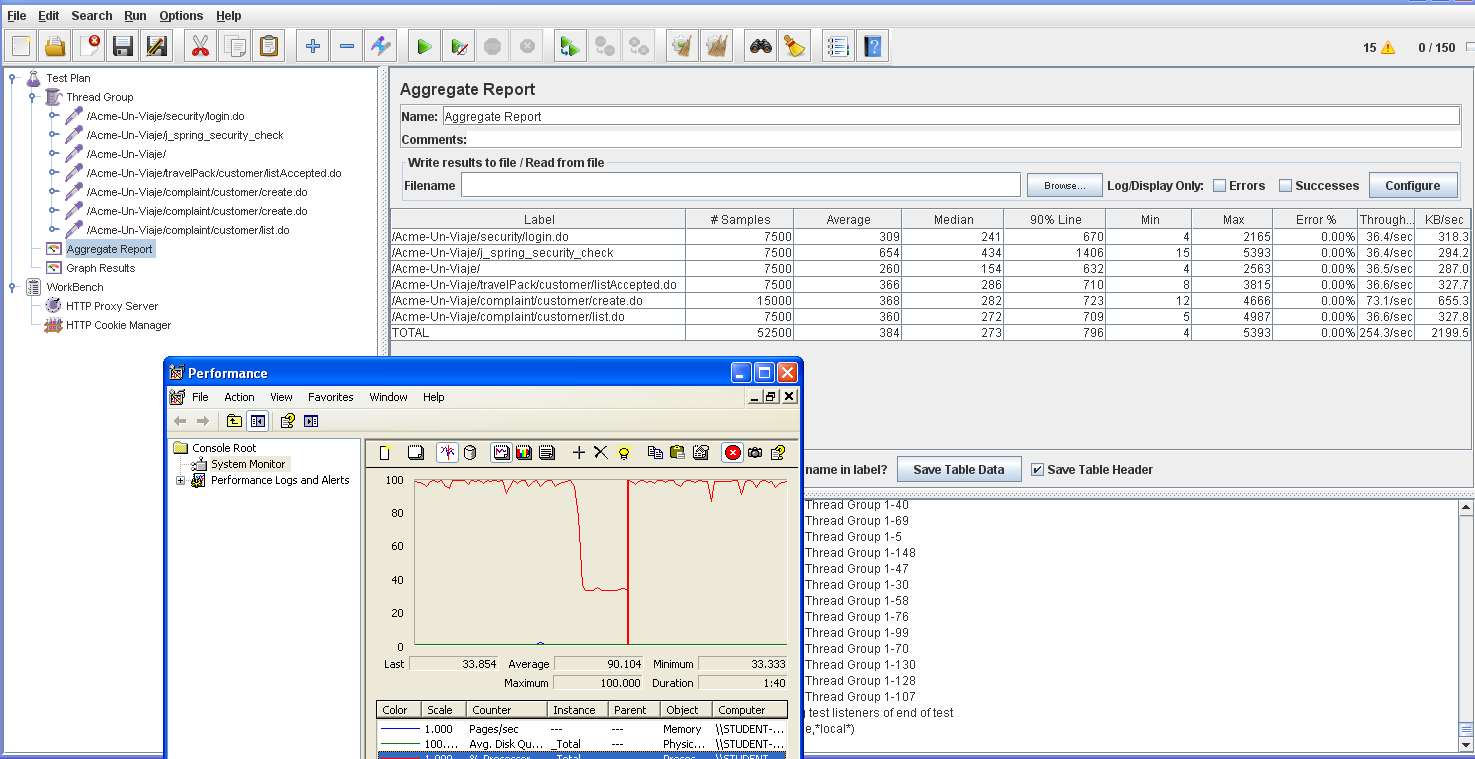 File Edit Search Run Options Help
15 0 / 150
Test Plan
Thread Group
/Acme-Un-Viaje/security/login.do
/Acme-Un-Viaje/j_spring_security_check
/Acme-Un-Viaje/
/Acme-Un-Viaje/travelPack/customer/listAccepted.do
/Acme-Un-Viaje/complaint/customer/create.do
/Acme-Un-Viaje/complaint/customer/create.do
/Acme-Un-Viaje/complaint/customer/list.do
Aggregate Report
Graph Results
WorkBench
HTTP Proxy Server
HTTP Cookie Manager
Aggregate Report
Name: Aggregate Report
Comments:
Write results to file / Read from file
Filename Browse... Log/Display Only: Errors Successes Configure
Label # Samples Average Median 90% Line Min Max Error % Through... KB/sec
/Acme-Un-Viaje/security/login.do 7500 309 241 670 4 2165 0.00% 36.4/sec 318.3
/Acme-Un-Viaje/j_spring_security_check 7500 654 434 1406 15 5393 0.00% 36.4/sec 294.2
/Acme-Un-Viaje/ 7500 260 154 632 4 2563 0.00% 36.5/sec 287.0
/Acme-Un-Viaje/travelPack/customer/listAccepted.do 7500 366 286 710 8 3815 0.00% 36.6/sec 327.7
/Acme-Un-Viaje/complaint/customer/create.do 15000 368 282 723 12 4666 0.00% 73.1/sec 655.3
/Acme-Un-Viaje/complaint/customer/list.do 7500 360 272 709 5 4987 0.00% 36.6/sec 327.8
TOTAL 52500 384 273 796 4 5393 0.00% 254.3/sec 2199.5
name in label? Save Table Data Save Table Header
Thread Group 1-40
Thread Group 1-69
Thread Group 1-5
Thread Group 1-148
Thread Group 1-47
Thread Group 1-30
Thread Group 1-58
Thread Group 1-76
Thread Group 1-99
Thread Group 1-70
Thread Group 1-130
Thread Group 1-128
Thread Group 1-107
test listeners of end of test
e,*local*)
Performance
File Action View Favorites Window Help
Console Root
System Monitor
Performance Logs and Alerts
100
80
60
40
20
0
Last 33.854 Average 90.104 Minimum 33.333
Maximum 100.000 Duration 1:40
Color Scale Counter Instance Parent Object Computer
1.000 Pages/sec --- --- Memory \\STUDENT-...
100.... Avg. Disk Qu... _Total --- Physic... \\STUDENT-...
1.000 % Processor _Total --- Proces... \\STUDENT-...